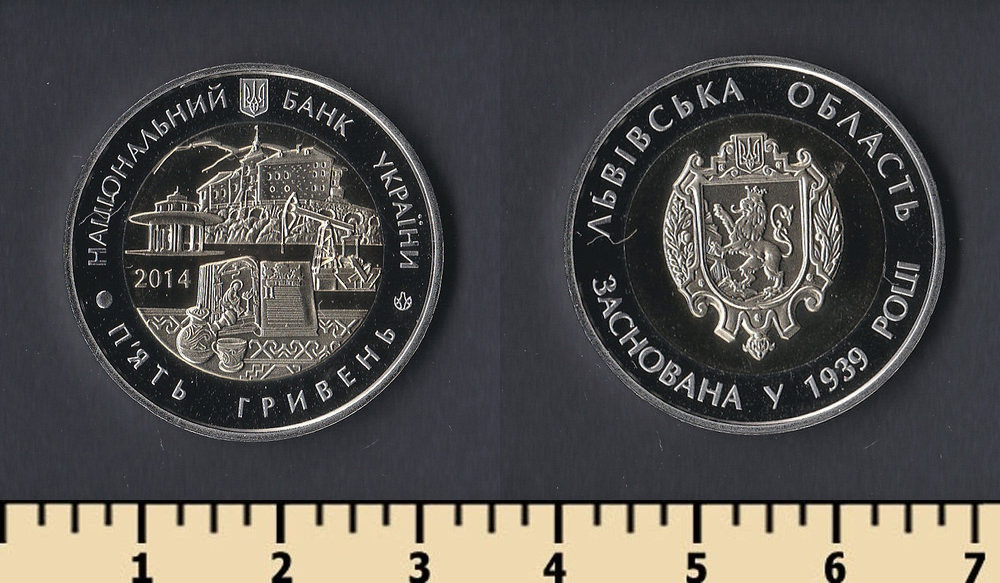 НАЦІОНАЛЬНИЙ БАНК УКРАЇНИ
2014
П'ЯТЬ ГРИВЕНЬ
ЛЬВІВСЬКА ОБЛАСТЬ
ЗАСНОВАНА У 1939 РОЦІ
1 2 3 4 5 6 7